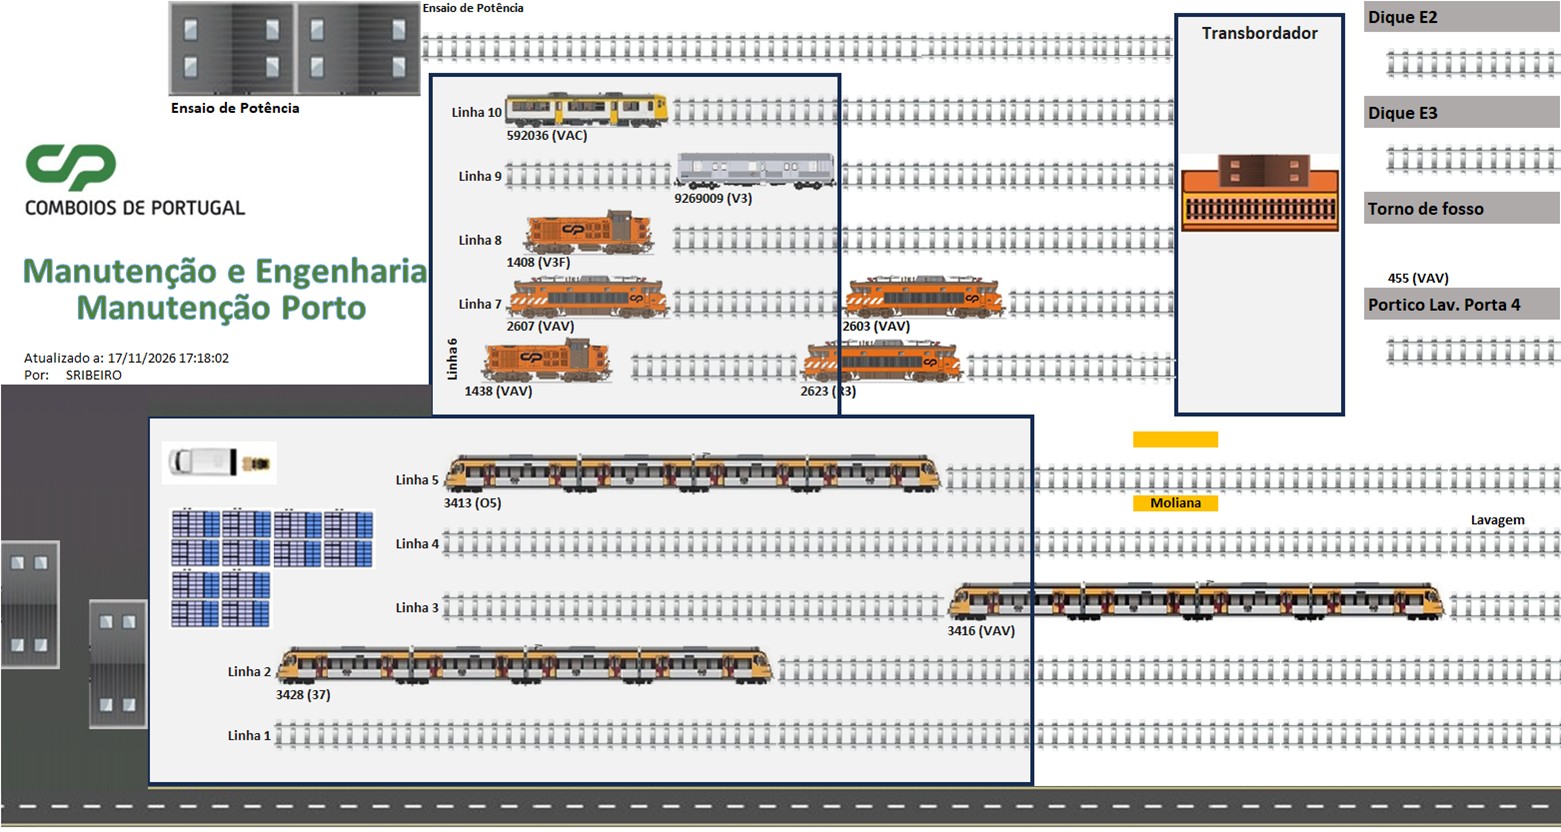 Ensaio de Potência
Ensaio de Potência
CP
COMBOIOS DE PORTUGAL
Manutenção e Engenharia
Manutenção Porto
Atualizado a: 17/11/2026 17:18:02
Por: SRIBEIRO
Linha 10
592036 (VAC)
Linha 9
9269009 (V3)
Linha 8
1408 (V3F)
Linha 7
2607 (VAV)
2603 (VAV)
Linha 6
1438 (VAV)
2623 (R3)
Transbordador
Dique E2
Dique E3
Torno de fosso
455 (VAV)
Portico Lav. Porta 4
Linha 5
3413 (O5)
Moliana
Lavagem
Linha 4
Linha 3
3416 (VAV)
Linha 2
3428 (37)
Linha 1